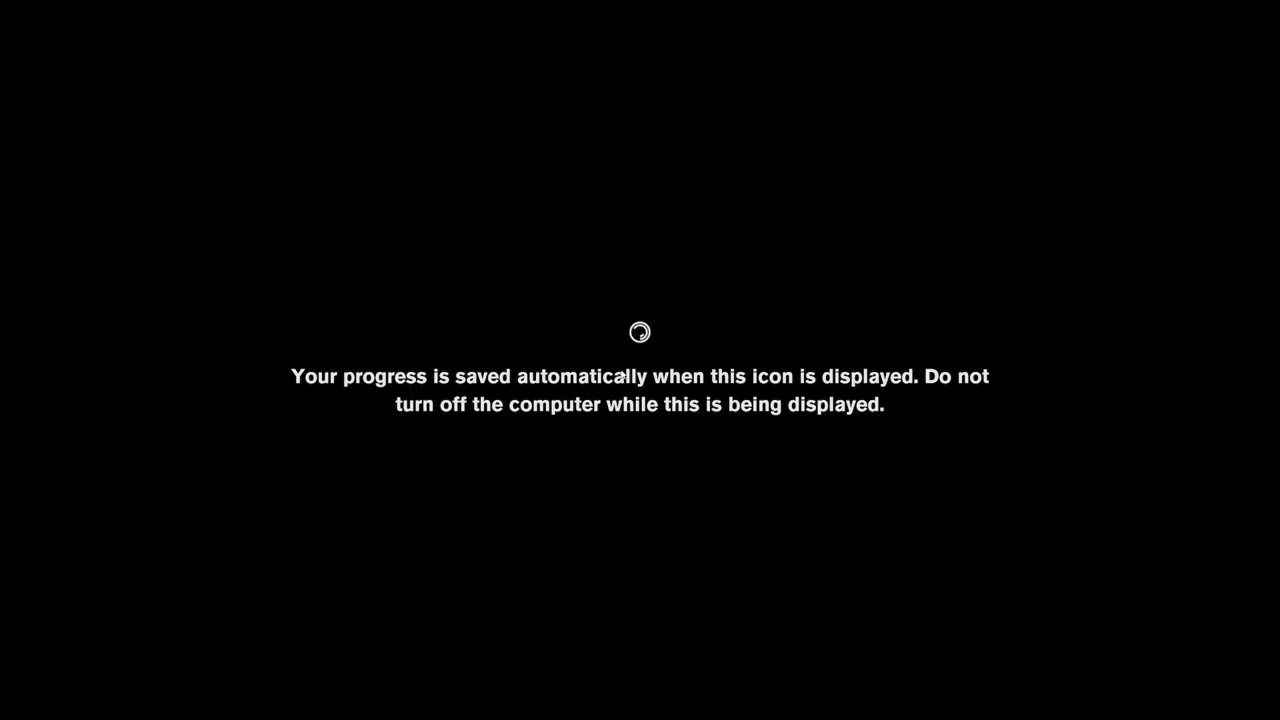 Your progress is saved automatically when this icon is displayed. Do not
turn off the computer while this is being displayed.